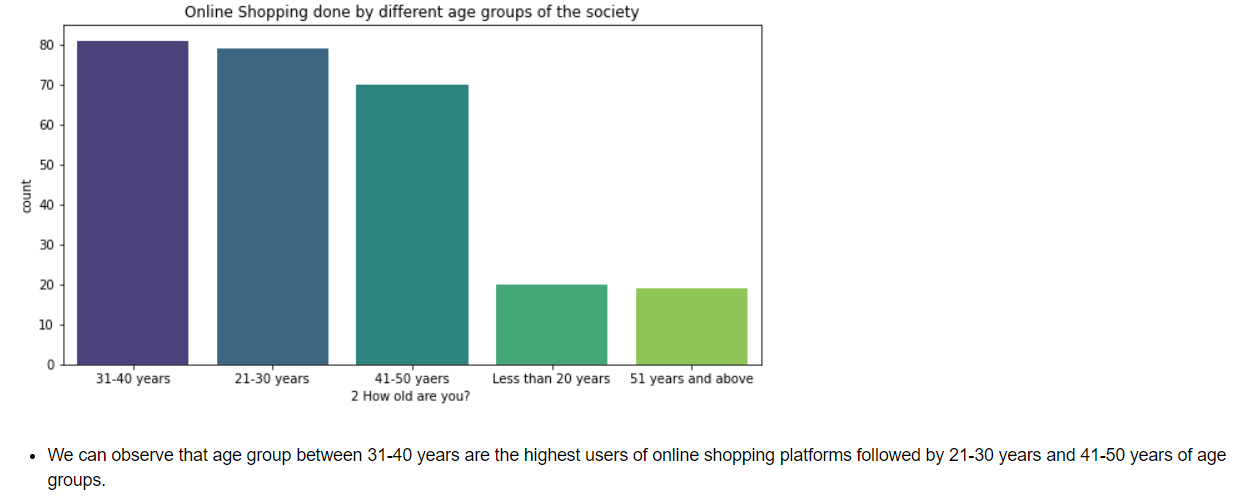 Online Shopping done by different age groups of the society
80
70
60
50
40
30
20
10
0
count
31-40 years 21-30 years 41-50 yaers Less than 20 years 51 years and above
2 How old are you?
• We can observe that age group between 31-40 years are the highest users of online shopping platforms followed by 21-30 years and 41-50 years of age
groups.